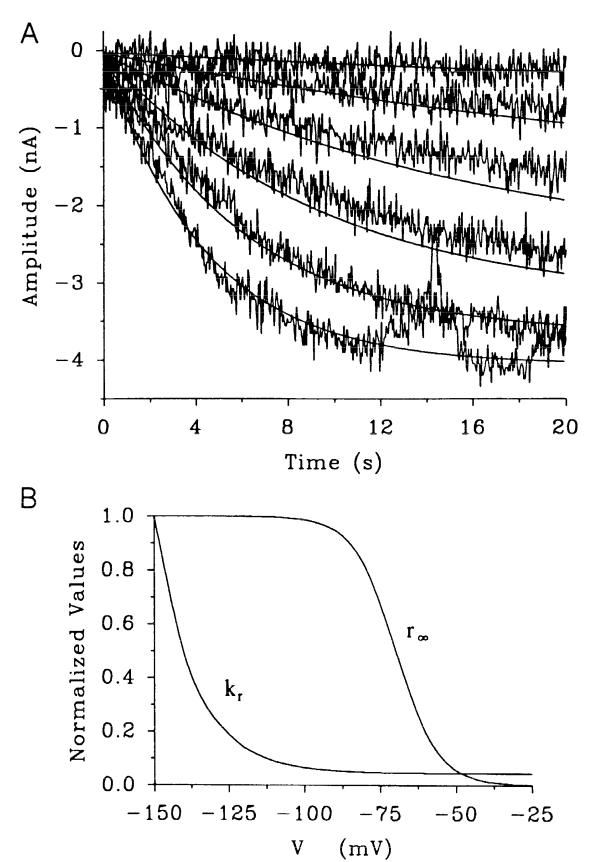 A
0
-1
-2
-3
-4
Amplitude (nA)
0 4 8 12 16 20
Time (s)
B
1.0
0.8
0.6
0.4
0.2
0.0
Normalized Values
r∞
kr
-150 -125 -100 -75 -50 -25
V (mV)